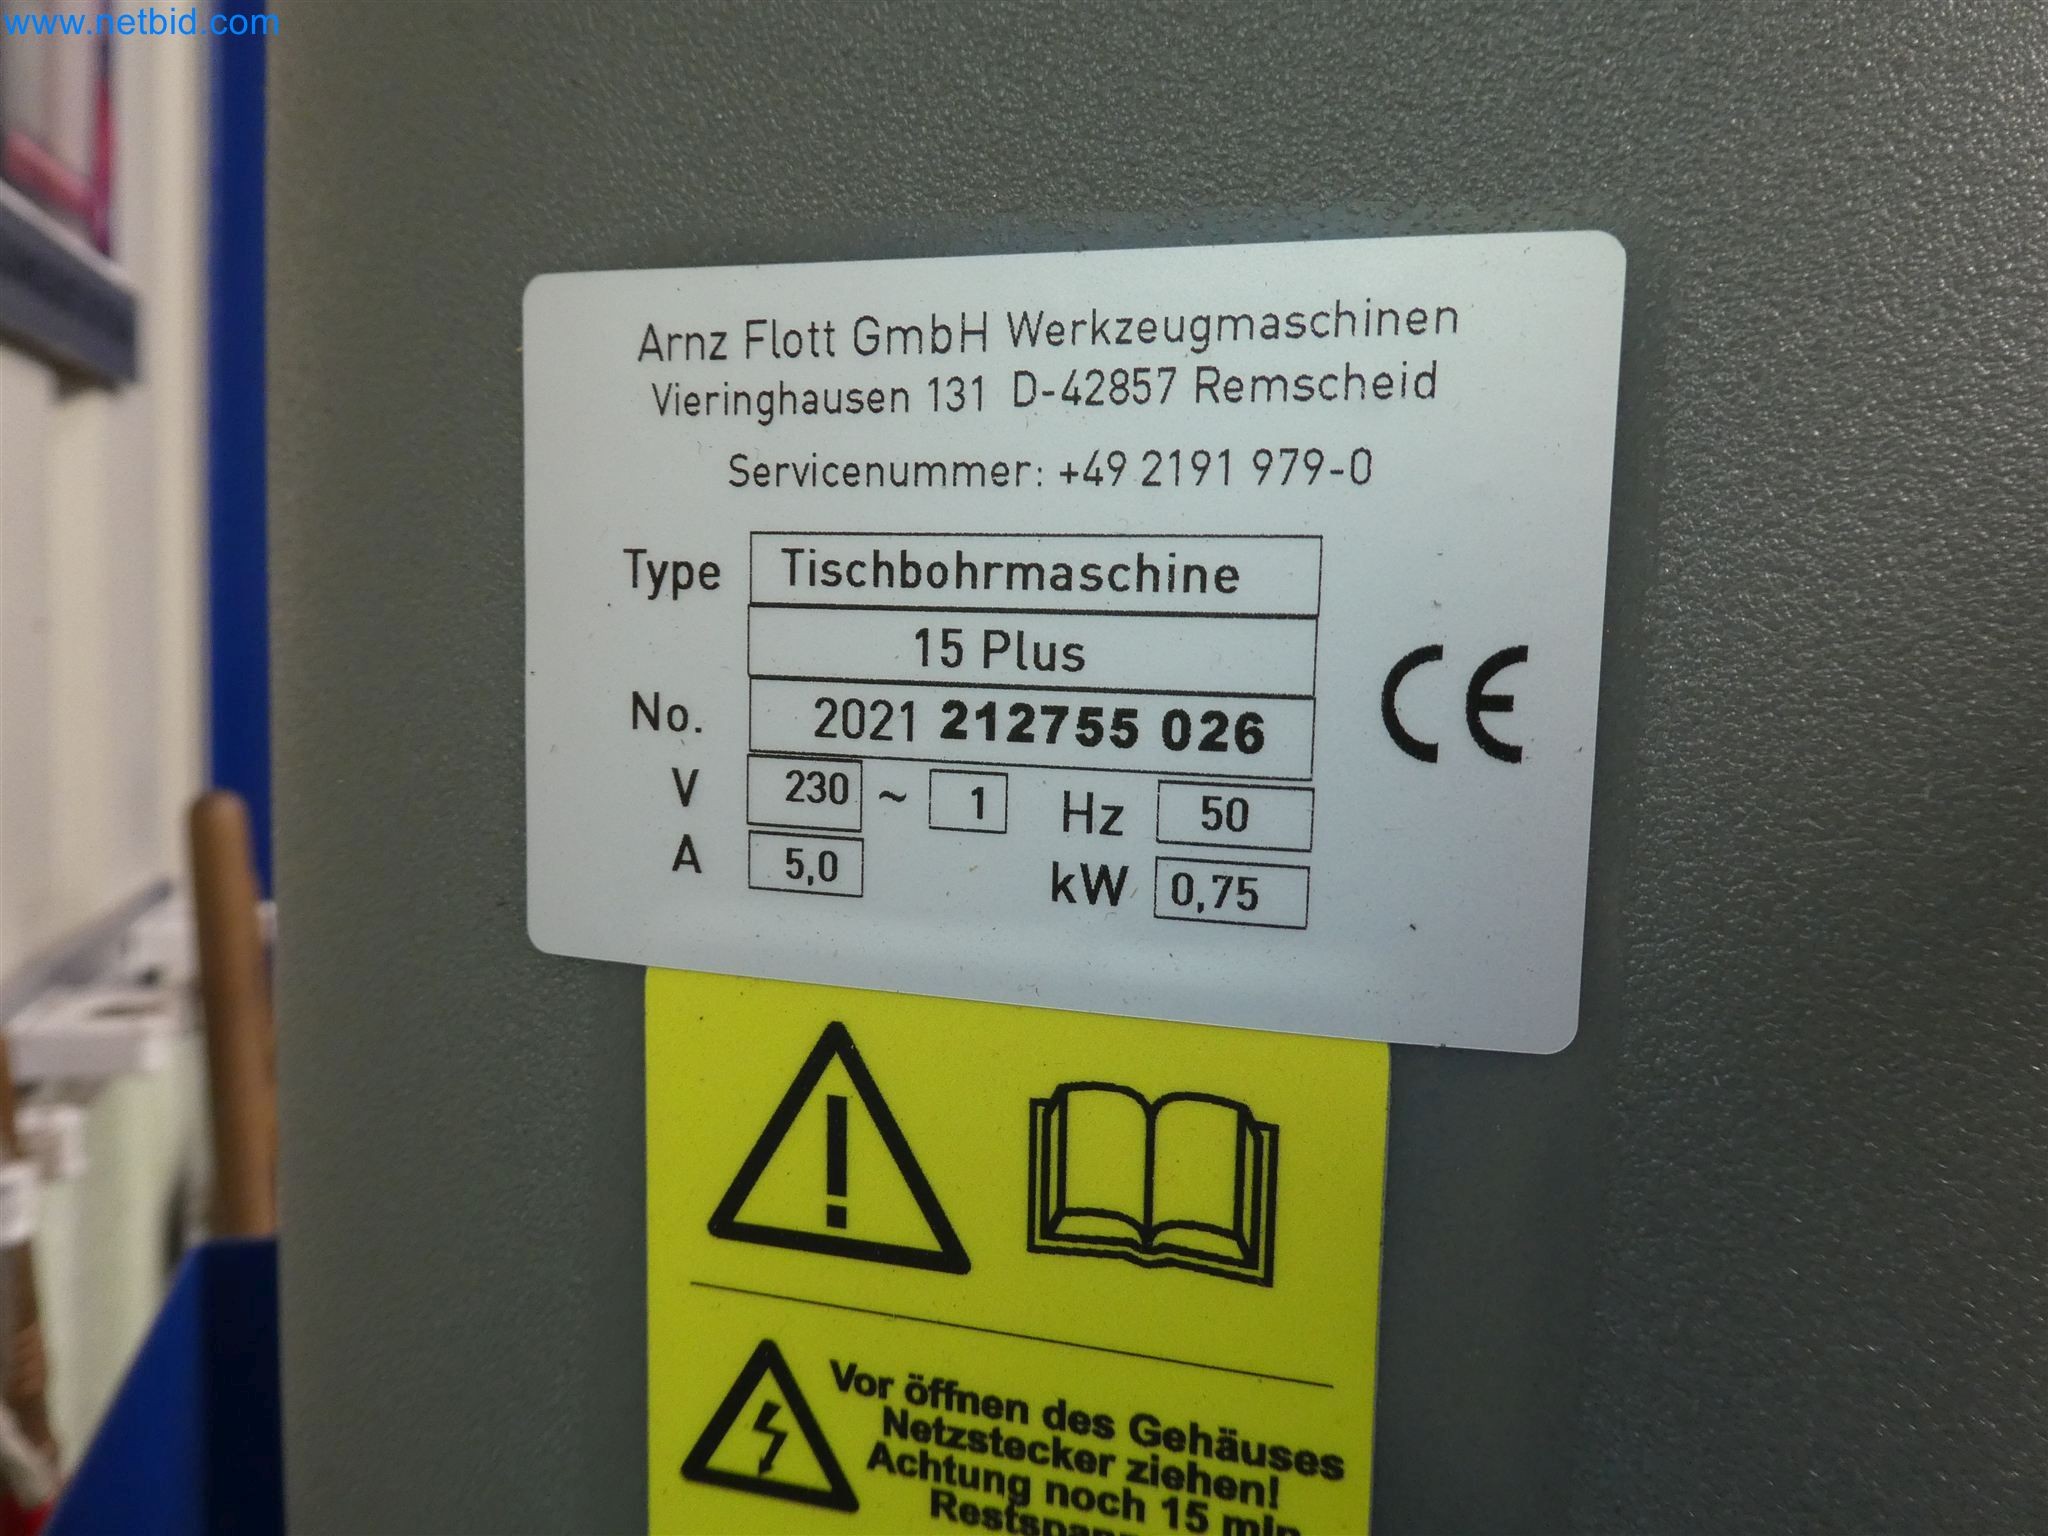 www.netbid.com
Arnz Flott GmbH Werkzeugmaschinen
Vieringhausen 131 D-42857 Remscheid
Servicenummer: +49 2191 979-0
Type Tischbohrmaschine
15 Plus
No. 2021 212755 026
V 230 ~ 1 Hz 50
A 5,0 kW 0,75
CE
Vor öffnen des Gehäuses
Netzstecker ziehen!
Achtung noch 15 min